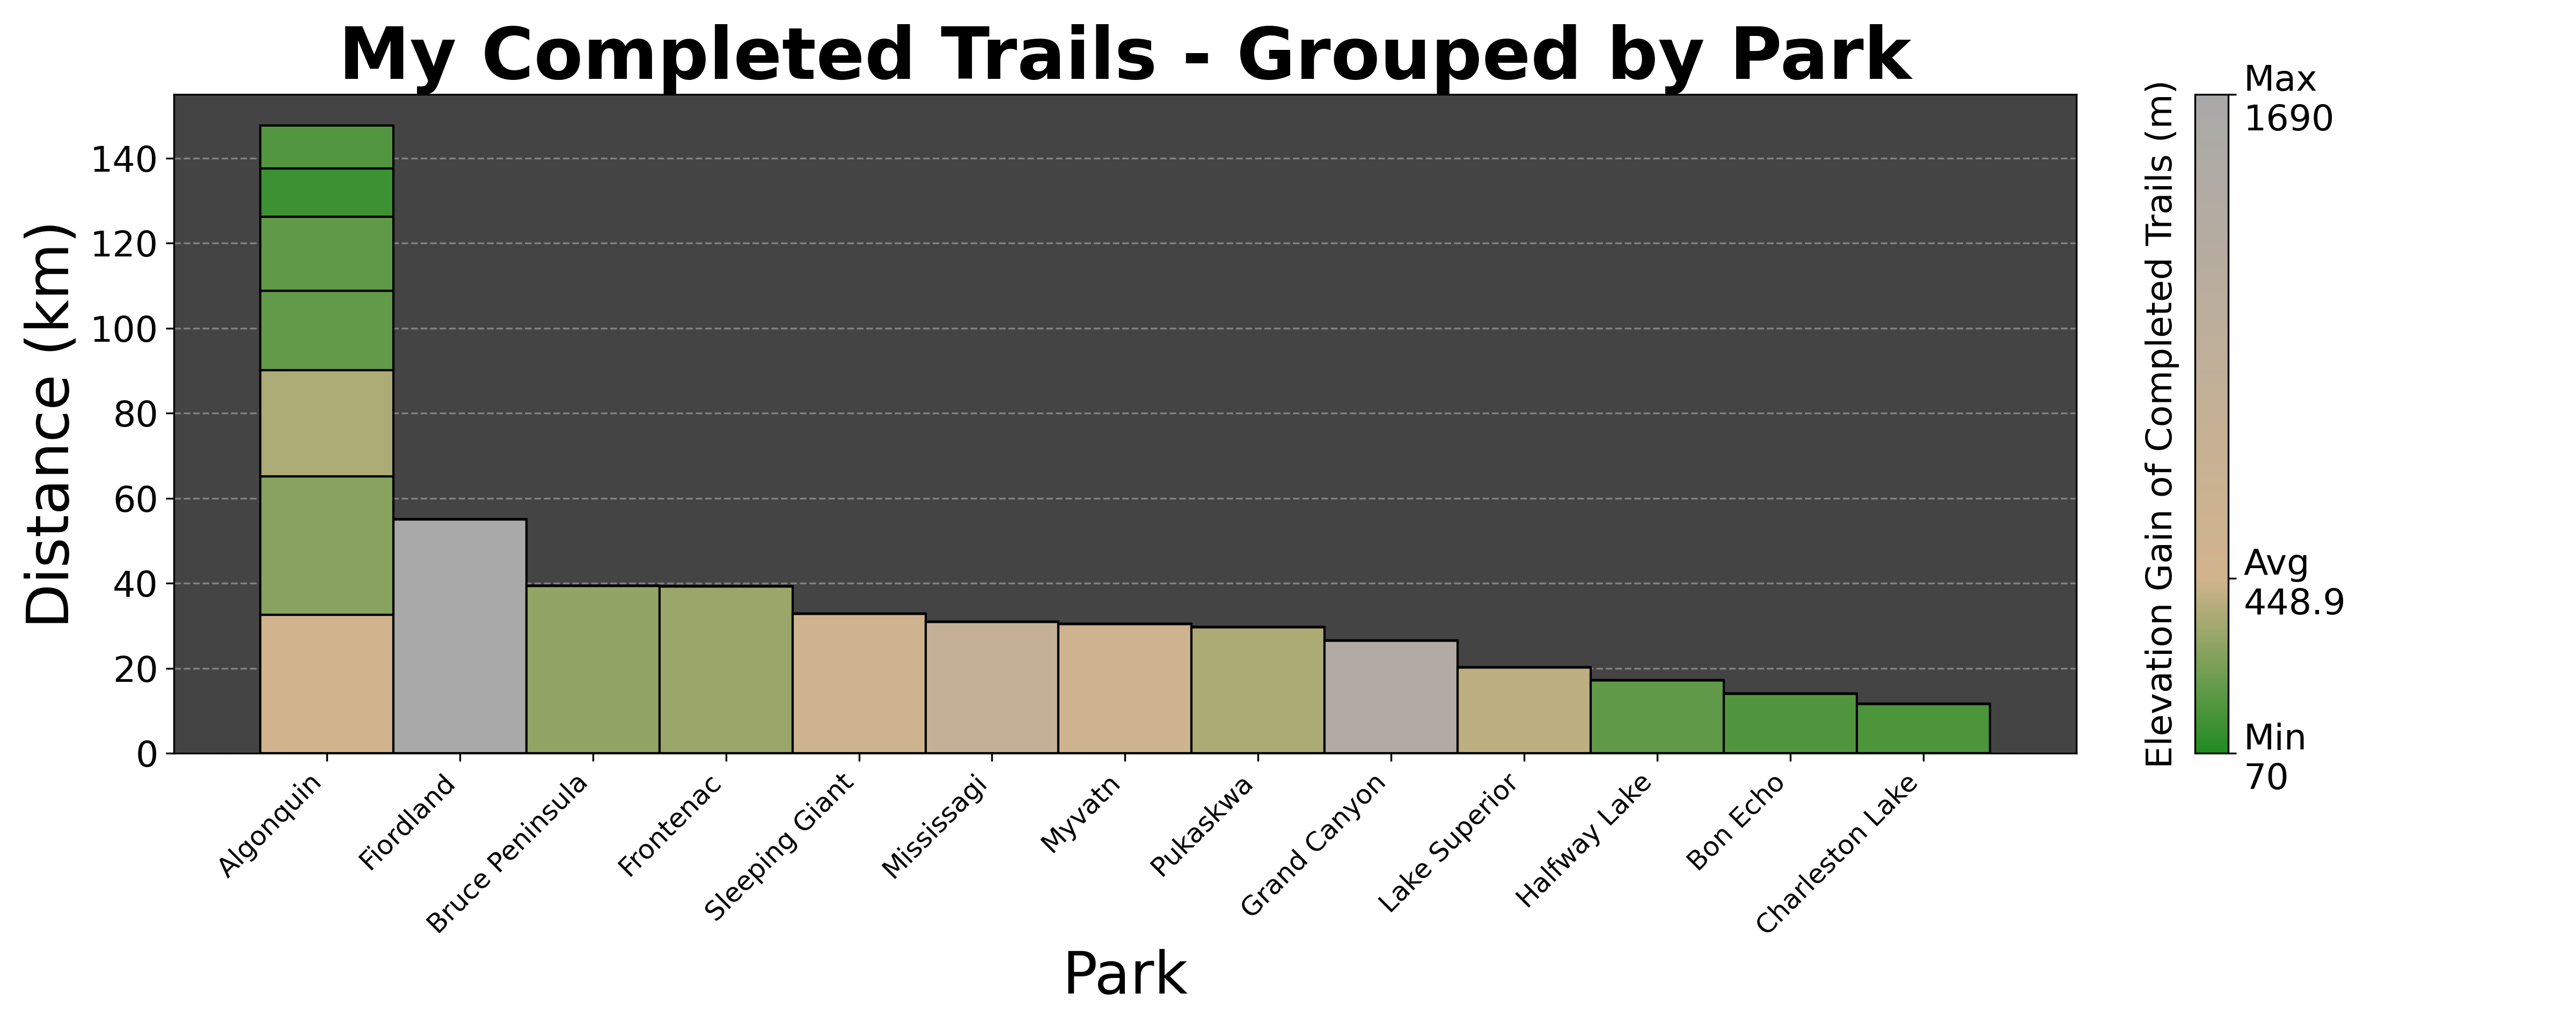 My Completed Trails - Grouped by Park
Distance (km)
140
120
100
80
60
40
20
0
Algonquin
Fiordland
Bruce Peninsula
Frontenac
Sleeping Giant
Mississagi
Myvatn
Pukaskwa
Grand Canyon
Lake Superior
Halfway Lake
Bon Echo
Charleston Lake
Park
Elevation Gain of Completed Trails (m)
Max
1690
Avg
448.9
Min
70